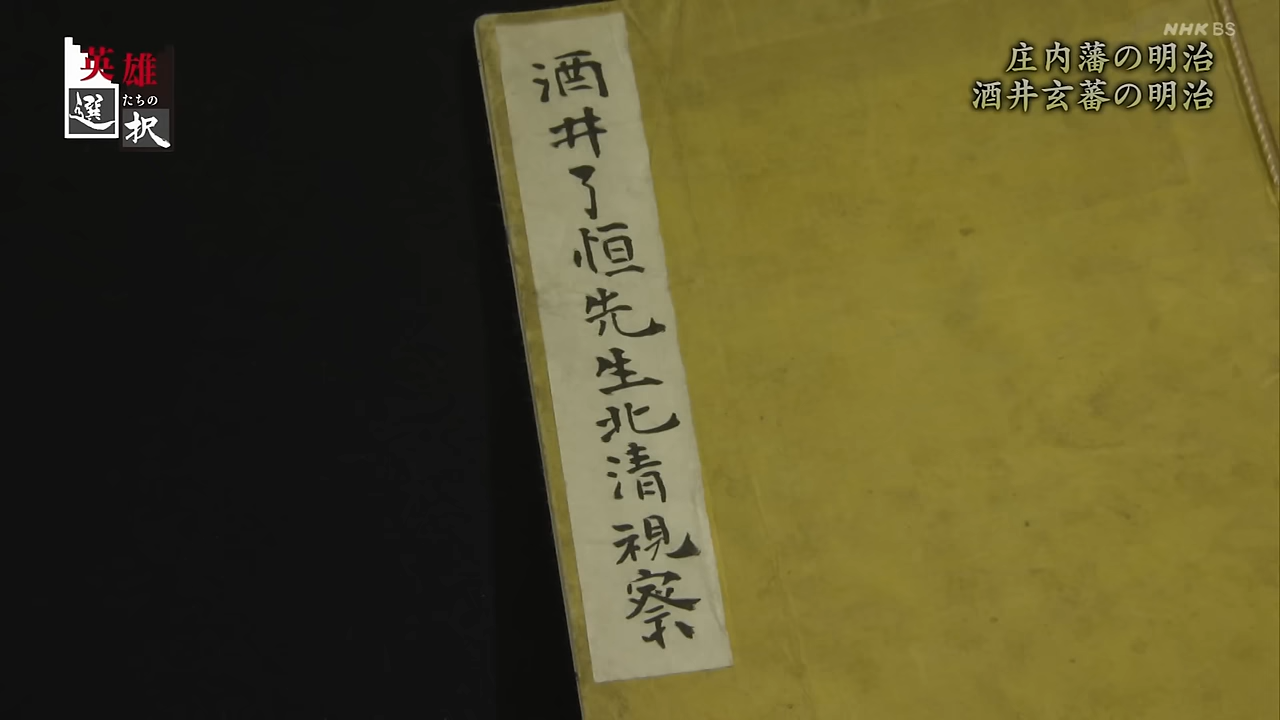 英雄
たちの
選択
NHK BS
庄内藩の明治
酒井玄蕃の明治
酒井了恒先生北清視察